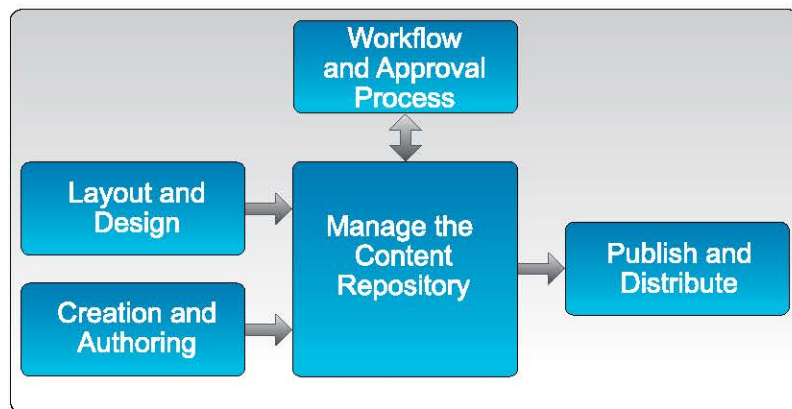 Workflow
and Approval
Process
Layout and
Design
Manage the
Content
Repository
Publish and
Distribute
Creation and
Authoring